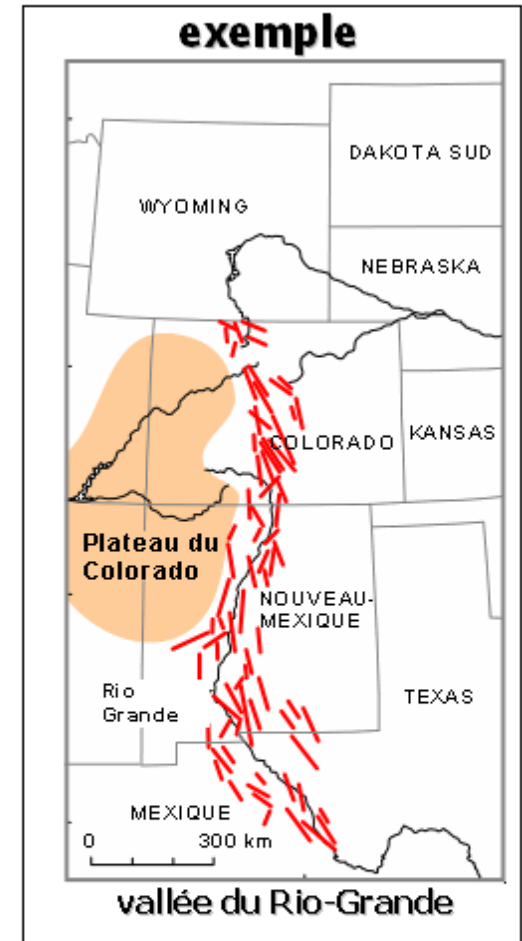 exemple
DAKOTA SUD
WYOMING
NEBRASKA
COLORADO
KANSAS
Plateau du
Colorado
NOUVEAU-
MEXIQUE
Rio
Grande
TEXAS
MEXIQUE
0 300 km
vallée du Rio-Grande